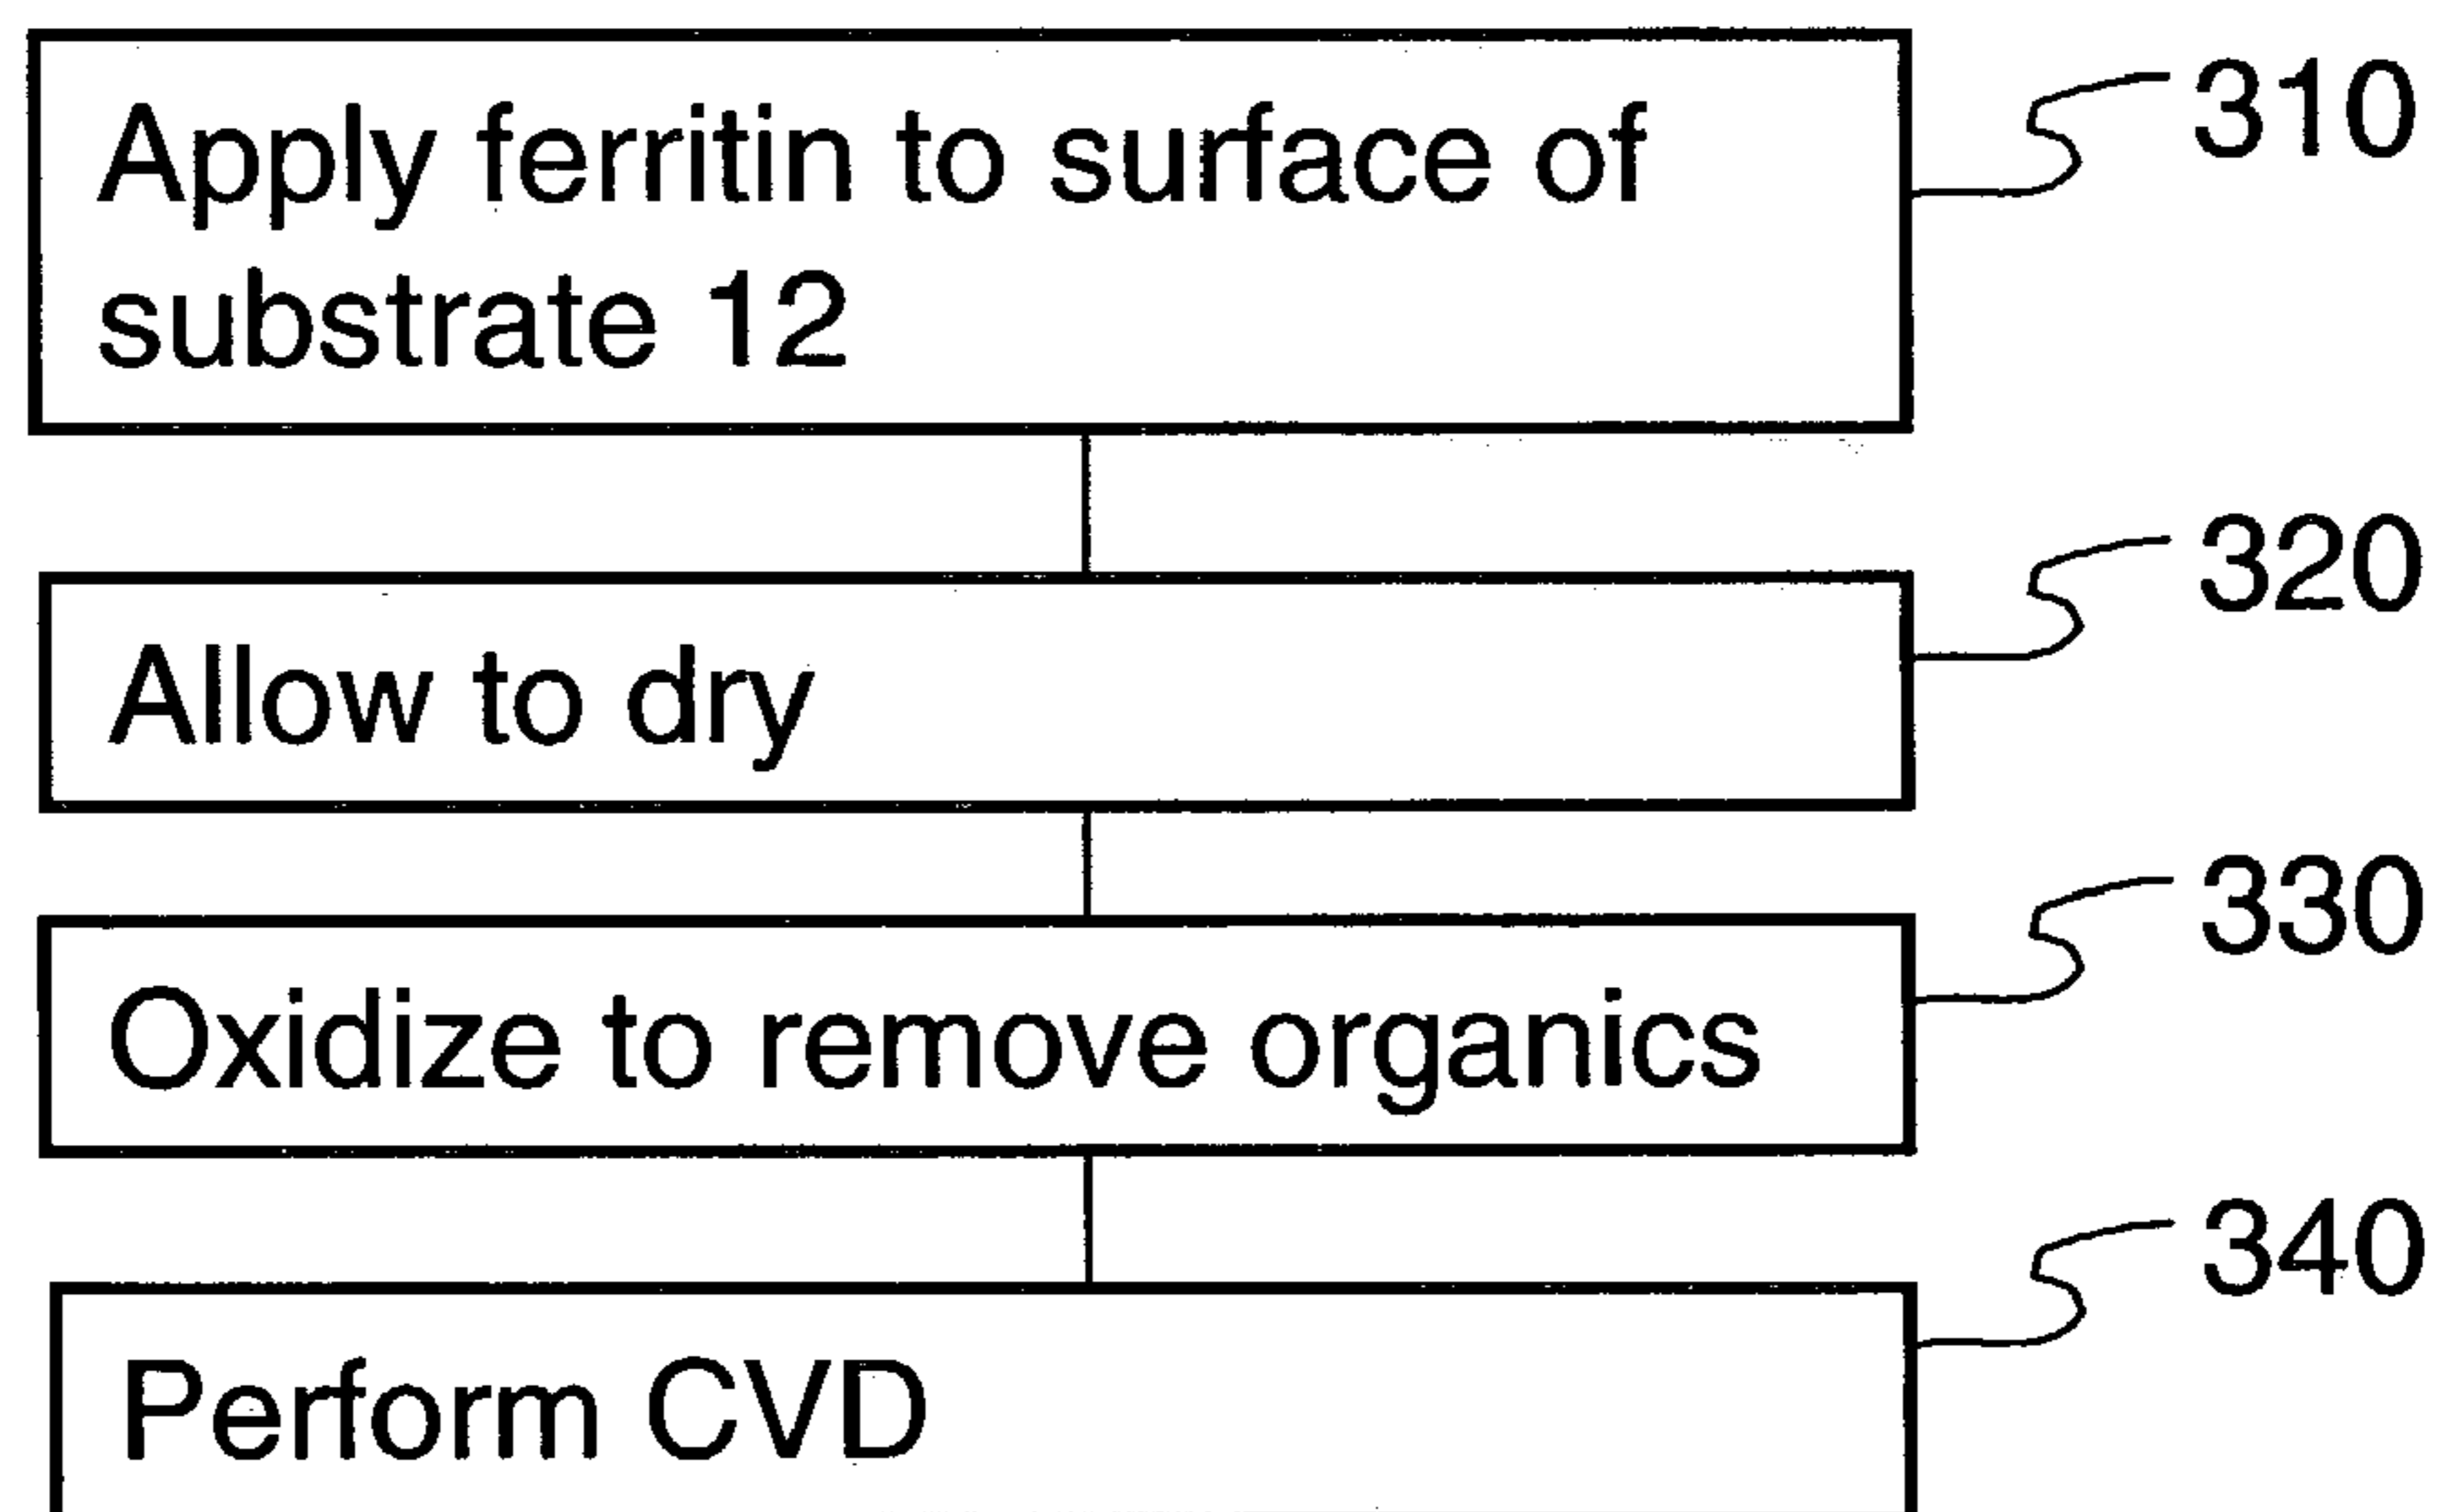 Apply ferritin to surface of
substrate 12
310
Allow to dry
320
Oxidize to remove organics
330
Perform CVD
340